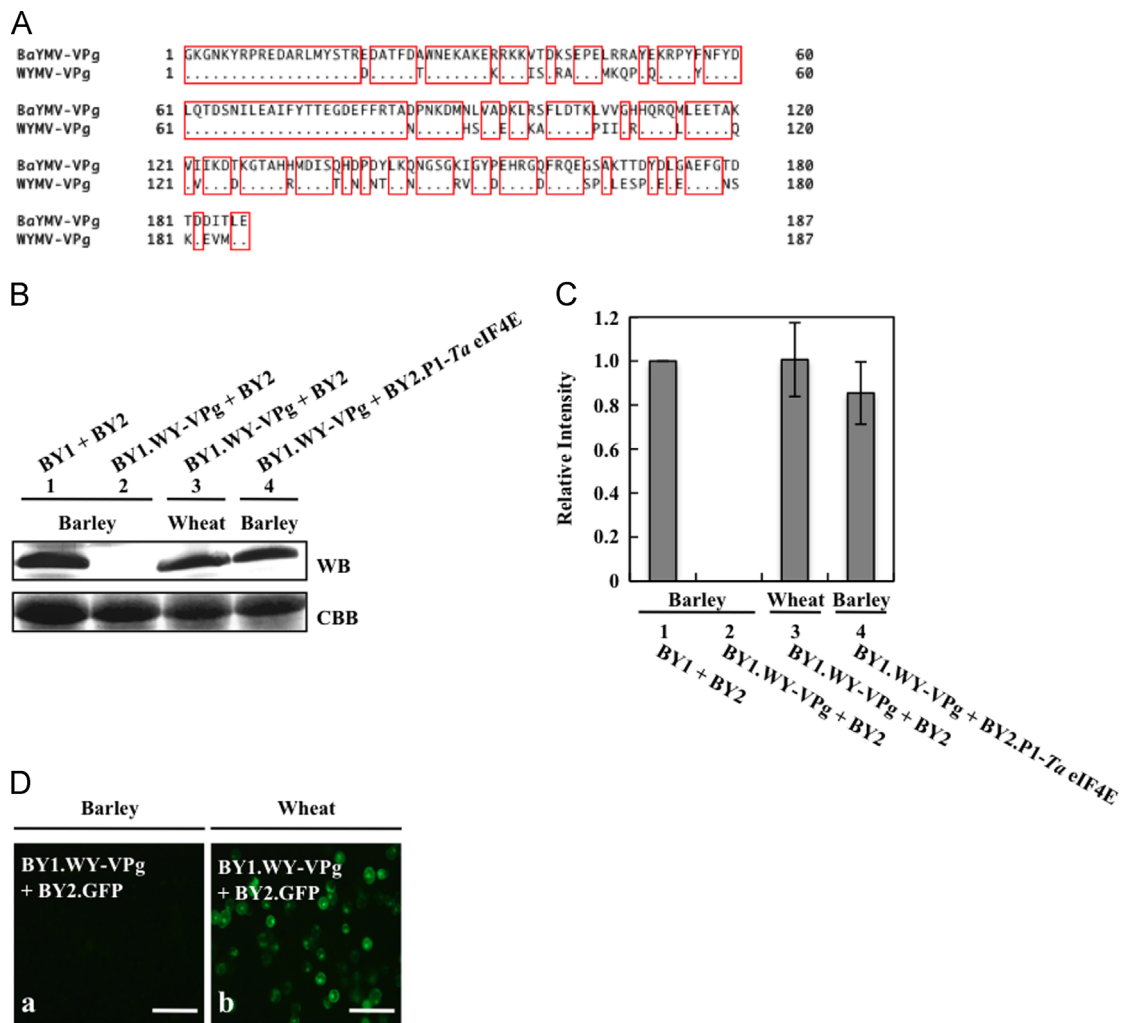 A
BaYMV-VPg 1 GKGNKYRPREDARLMYSTREDATFDAWNEKAKERRKKVTDKSEPELRRAYEKRPYFNFYD 60
WYMV-VPg 1 ...................D.....T.......K...IS.RA...MKQP.Q....Y.... 60
BaYMV-VPg 61 LQTDSNILEAIFYTTEGDEFFRTADPNKDMNLVADKLRSFLDTKLVVGHHQRQMLEETAK 120
WYMV-VPg 61 ........................N.....HS..E..KA.....PII.R....L.....Q 120
BaYMV-VPg 121 VIIKDTKGTAHHMDISQHDPDYLKQNGSGKIGYPEHRGQFRQEGSAKTTDYDLGAEFGTD 180
WYMV-VPg 121 .V...D.....R....T.N.NT..N....RV..D....D....SP.LESP.E.E....NS 180
BaYMV-VPg 181 TDDITLE 187
WYMV-VPg 181 K.EVM.. 187
B
BY1 + BY2
BY1.WY-VPg + BY2
BY1.WY-VPg + BY2
BY1.WY-VPg + BY2.P1-Ta eIF4E
1 2 3 4
Barley Wheat Barley
WB
CBB
C
Relative Intensity
1.2
1.0
0.8
0.6
0.4
0.2
0
Barley Wheat Barley
1 2 3 4
BY1 + BY2
BY1.WY-VPg + BY2
BY1.WY-VPg + BY2
BY1.WY-VPg + BY2.P1-Ta eIF4E
D
Barley Wheat
BY1.WY-VPg
+ BY2.GFP
a
BY1.WY-VPg
+ BY2.GFP
b